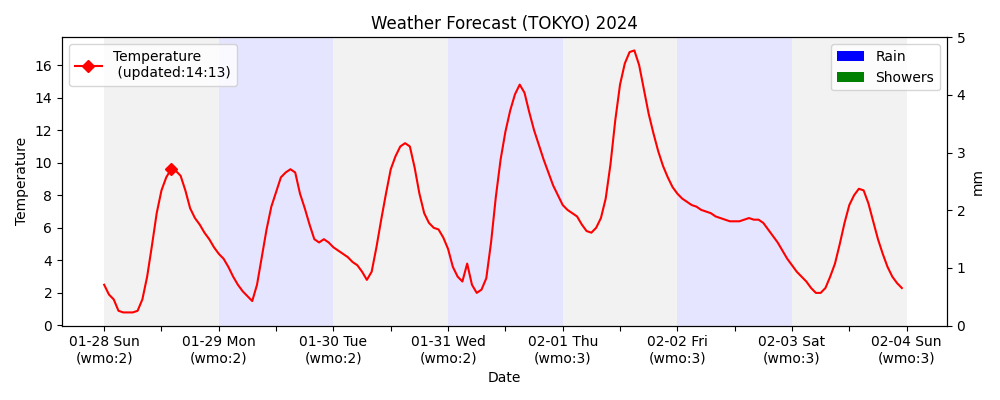 Weather Forecast (TOKYO) 2024
Temperature
(updated:14:13)
Rain
Showers
16
14
12
10
8
6
4
2
0
Temperature
5
4
3
2
1
0
mm
01-28 Sun
(wmo:2)
01-29 Mon
(wmo:2)
01-30 Tue
(wmo:2)
01-31 Wed
(wmo:2)
02-01 Thu
(wmo:3)
02-02 Fri
(wmo:3)
02-03 Sat
(wmo:3)
02-04 Sun
(wmo:3)
Date